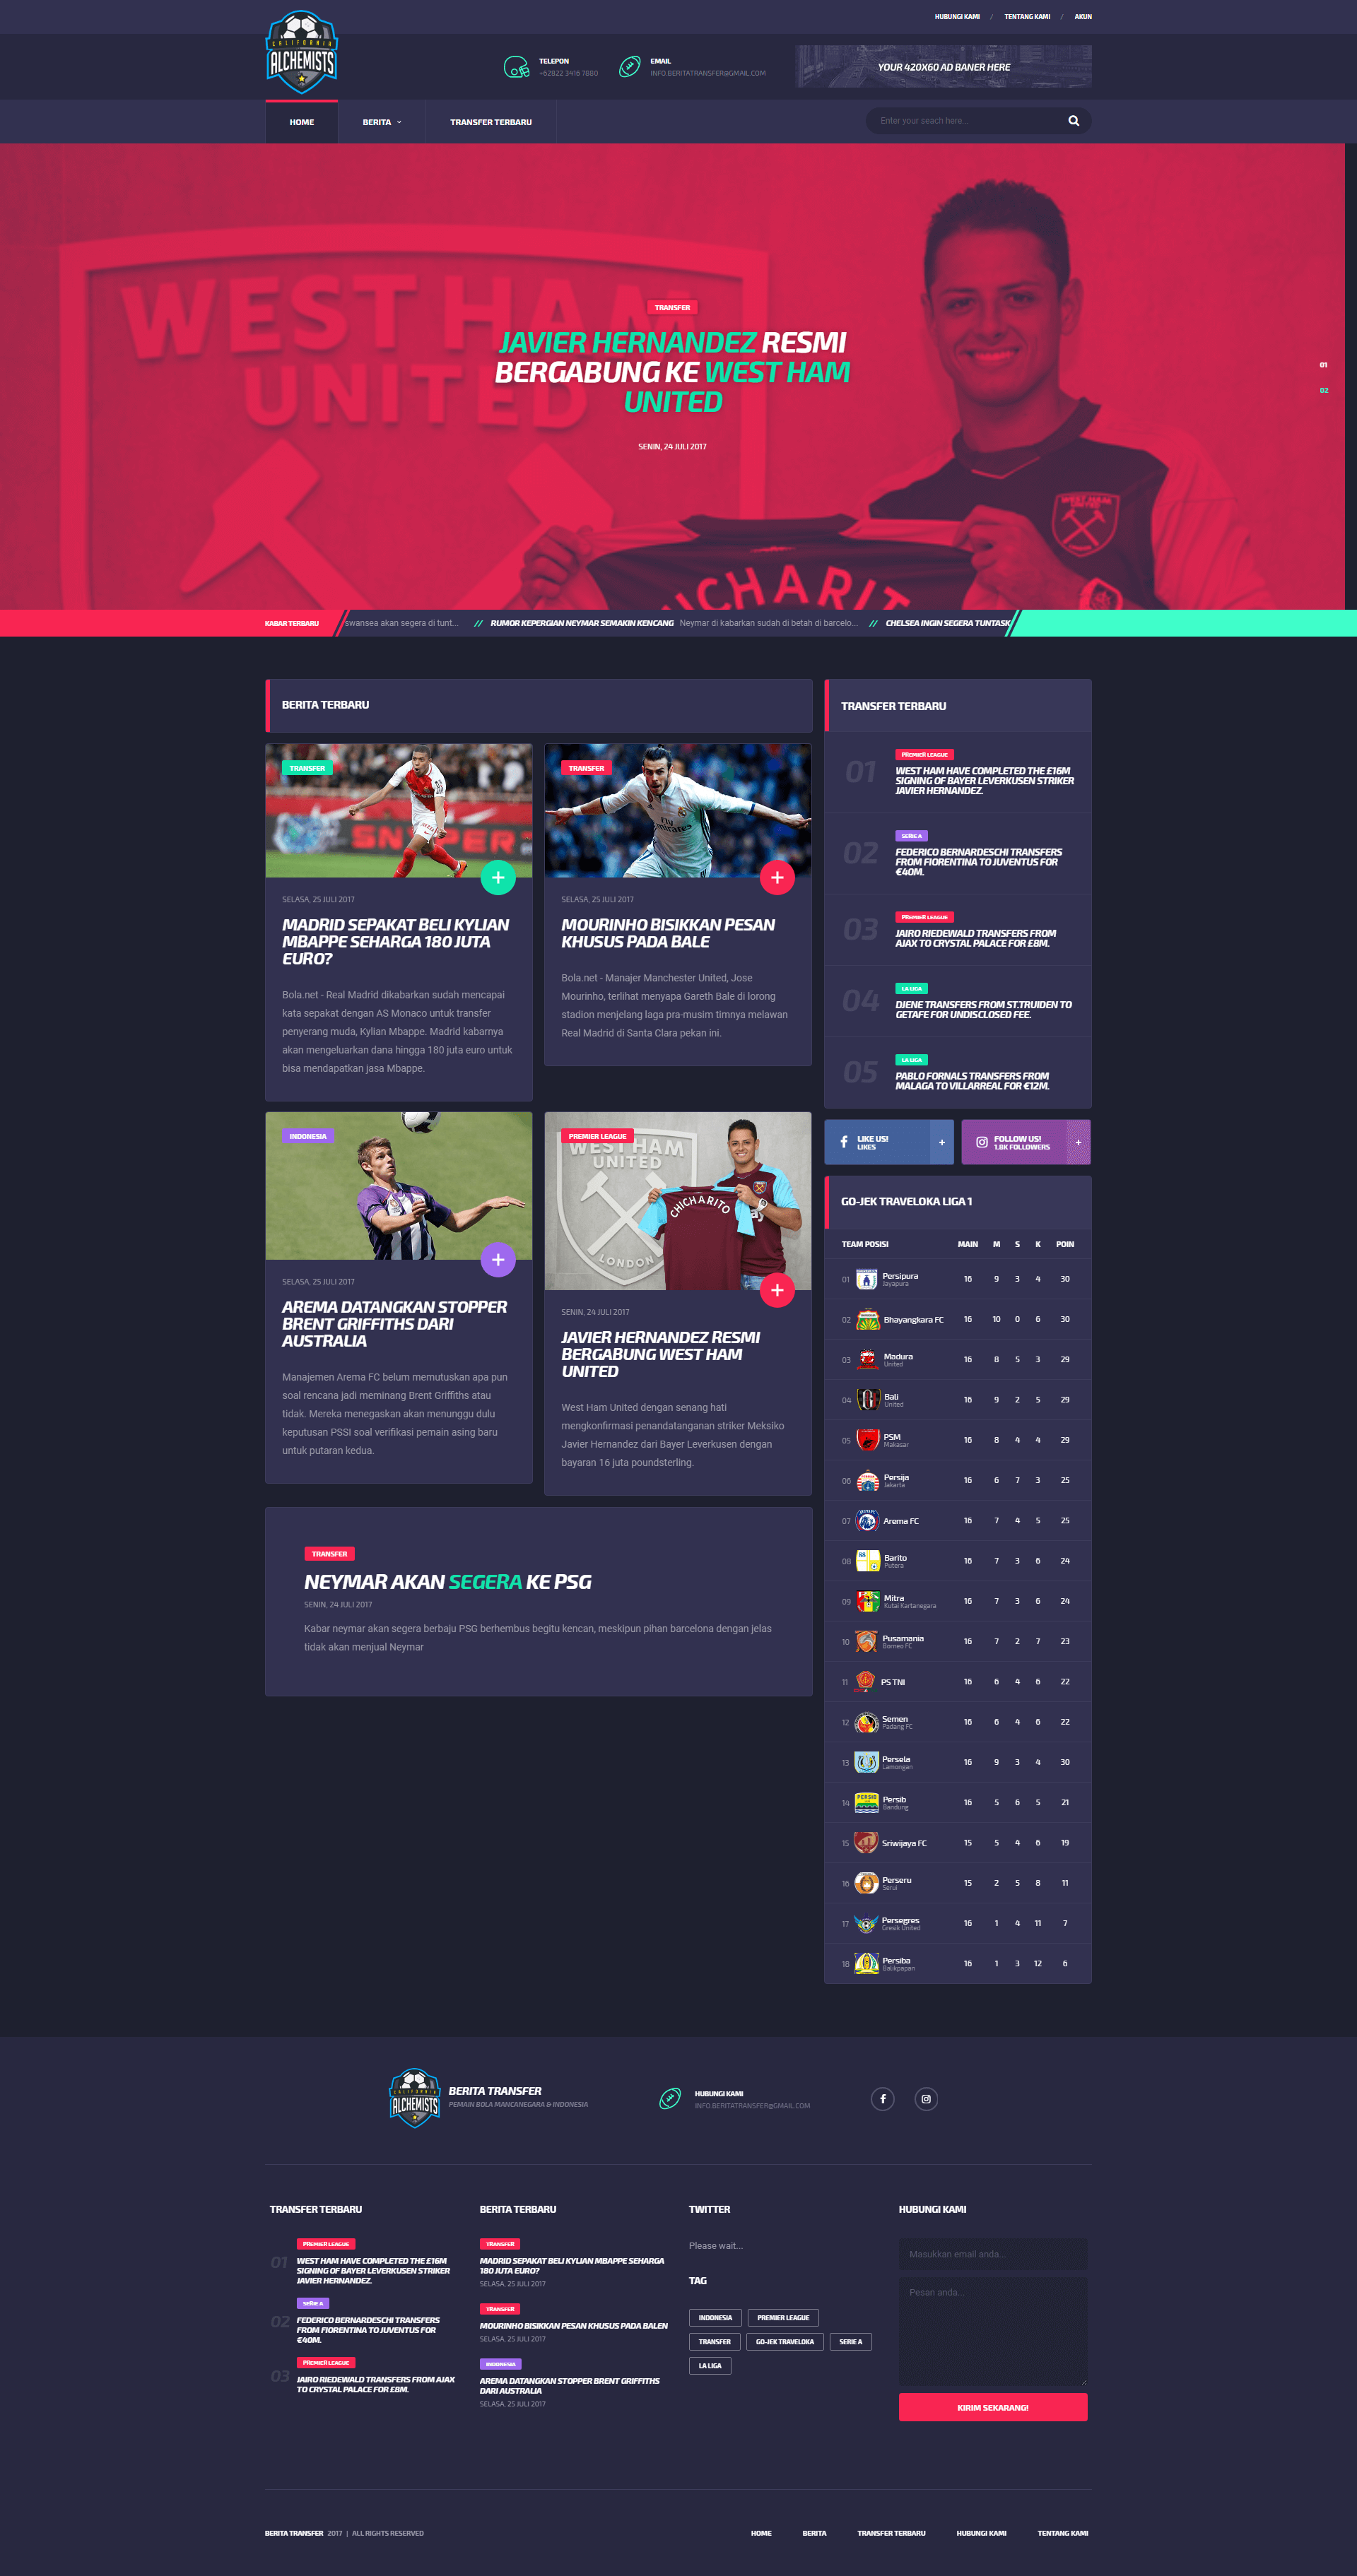 HUBUNGI KAMI / TENTANG KAMI / AKUN
CALIFORNIA
ALCHEMISTS
TELEPON
+62822 3416 7880
EMAIL
INFO.BERITATRANSFER@GMAIL.COM
YOUR 420X60 AD BANER HERE
HOME
BERITA
TRANSFER TERBARU
Enter your seach here...
WEST HAM
UNITED
TRANSFER
JAVIER HERNANDEZ RESMI
BERGABUNG KE WEST HAM
UNITED
SENIN, 24 JULI 2017
01
02
WEST HAM
UNITED
CHICHARITO
KABAR TERBARU
swansea akan segera di tunt... // RUMOR KEPERGIAN NEYMAR SEMAKIN KENCANG Neymar di kabarkan sudah di betah di barcelo... // CHELSEA INGIN SEGERA TUNTASK
BERITA TERBARU
TRANSFER
SELASA, 25 JULI 2017
MADRID SEPAKAT BELI KYLIAN
MBAPPE SEHARGA 180 JUTA
EURO?
Bola.net - Real Madrid dikabarkan sudah mencapai
kata sepakat dengan AS Monaco untuk transfer
penyerang muda, Kylian Mbappe. Madrid kabarnya
akan mengeluarkan dana hingga 180 juta euro untuk
bisa mendapatkan jasa Mbappe.
TRANSFER
Fly
Emirates
SELASA, 25 JULI 2017
MOURINHO BISIKKAN PESAN
KHUSUS PADA BALE
Bola.net - Manajer Manchester United, Jose
Mourinho, terlihat menyapa Gareth Bale di lorong
stadion menjelang laga pra-musim timnya melawan
Real Madrid di Santa Clara pekan ini.
INDONESIA
SELASA, 25 JULI 2017
AREMA DATANGKAN STOPPER
BRENT GRIFFITHS DARI
AUSTRALIA
Manajemen Arema FC belum memutuskan apa pun
soal rencana jadi meminang Brent Griffiths atau
tidak. Mereka menegaskan akan menunggu dulu
keputusan PSSI soal verifikasi pemain asing baru
untuk putaran kedua.
PREMIER LEAGUE
WEST HAM
UNITED
LONDON
CHICHARITO
SENIN, 24 JULI 2017
JAVIER HERNANDEZ RESMI
BERGABUNG WEST HAM
UNITED
West Ham United dengan senang hati
mengkonfirmasi penandatanganan striker Meksiko
Javier Hernandez dari Bayer Leverkusen dengan
bayaran 16 juta poundsterling.
TRANSFER
NEYMAR AKAN SEGERA KE PSG
SENIN, 24 JULI 2017
Kabar neymar akan segera berbaju PSG berhembus begitu kencan, meskipun pihan barcelona dengan jelas
tidak akan menjual Neymar
TRANSFER TERBARU
01
PREMIER LEAGUE
WEST HAM HAVE COMPLETED THE £16M
SIGNING OF BAYER LEVERKUSEN STRIKER
JAVIER HERNANDEZ.
02
SERIE A
FEDERICO BERNARDESCHI TRANSFERS
FROM FIORENTINA TO JUVENTUS FOR
€40M.
03
PREMIER LEAGUE
JAIRO RIEDEWALD TRANSFERS FROM
AJAX TO CRYSTAL PALACE FOR £8M.
04
LA LIGA
DJENE TRANSFERS FROM ST.TRUIDEN TO
GETAFE FOR UNDISCLOSED FEE.
05
LA LIGA
PABLO FORNALS TRANSFERS FROM
MALAGA TO VILLARREAL FOR €12M.
LIKE US!
LIKES
+
FOLLOW US!
1.8K FOLLOWERS
+
GO-JEK TRAVELOKA LIGA 1
TEAM POSISI MAIN M S K POIN
01 Persipura Jayapura 16 9 3 4 30
02 Bhayangkara FC 16 10 0 6 30
03 Madura United 16 8 5 3 29
04 Bali United 16 9 2 5 29
05 PSM Makasar 16 8 4 4 29
06 Persija Jakarta 16 6 7 3 25
07 Arema FC 16 7 4 5 25
08 Barito Putera 16 7 3 6 24
09 Mitra Kutai Kartanegara 16 7 3 6 24
10 Pusamania Borneo FC 16 7 2 7 23
11 PS TNI 16 6 4 6 22
12 Semen Padang FC 16 6 4 6 22
13 Persela Lamongan 16 9 3 4 30
14 Persib Bandung 16 5 6 5 21
15 Sriwijaya FC 15 5 4 6 19
16 Perseru Serui 15 2 5 8 11
17 Persegres Gresik United 16 1 4 11 7
18 Persiba Balikpapan 16 1 3 12 6
CALIFORNIA
ALCHEMISTS
BERITA TRANSFER
PEMAIN BOLA MANCANEGARA & INDONESIA
HUBUNGI KAMI
INFO.BERITATRANSFER@GMAIL.COM
TRANSFER TERBARU
01
PREMIER LEAGUE
WEST HAM HAVE COMPLETED THE £16M
SIGNING OF BAYER LEVERKUSEN STRIKER
JAVIER HERNANDEZ.
02
SERIE A
FEDERICO BERNARDESCHI TRANSFERS
FROM FIORENTINA TO JUVENTUS FOR
€40M.
03
PREMIER LEAGUE
JAIRO RIEDEWALD TRANSFERS FROM AJAX
TO CRYSTAL PALACE FOR £8M.
BERITA TERBARU
TRANSFER
MADRID SEPAKAT BELI KYLIAN MBAPPE SEHARGA
180 JUTA EURO?
SELASA, 25 JULI 2017
TRANSFER
MOURINHO BISIKKAN PESAN KHUSUS PADA BALEN
SELASA, 25 JULI 2017
INDONESIA
AREMA DATANGKAN STOPPER BRENT GRIFFITHS
DARI AUSTRALIA
SELASA, 25 JULI 2017
TWITTER
Please wait...
TAG
INDONESIA
PREMIER LEAGUE
TRANSFER
GO-JEK TRAVELOKA
SERIE A
LA LIGA
HUBUNGI KAMI
Masukkan email anda...
Pesan anda...
KIRIM SEKARANG!
BERITA TRANSFER 2017 | ALL RIGHTS RESERVED
HOME
BERITA
TRANSFER TERBARU
HUBUNGI KAMI
TENTANG KAMI